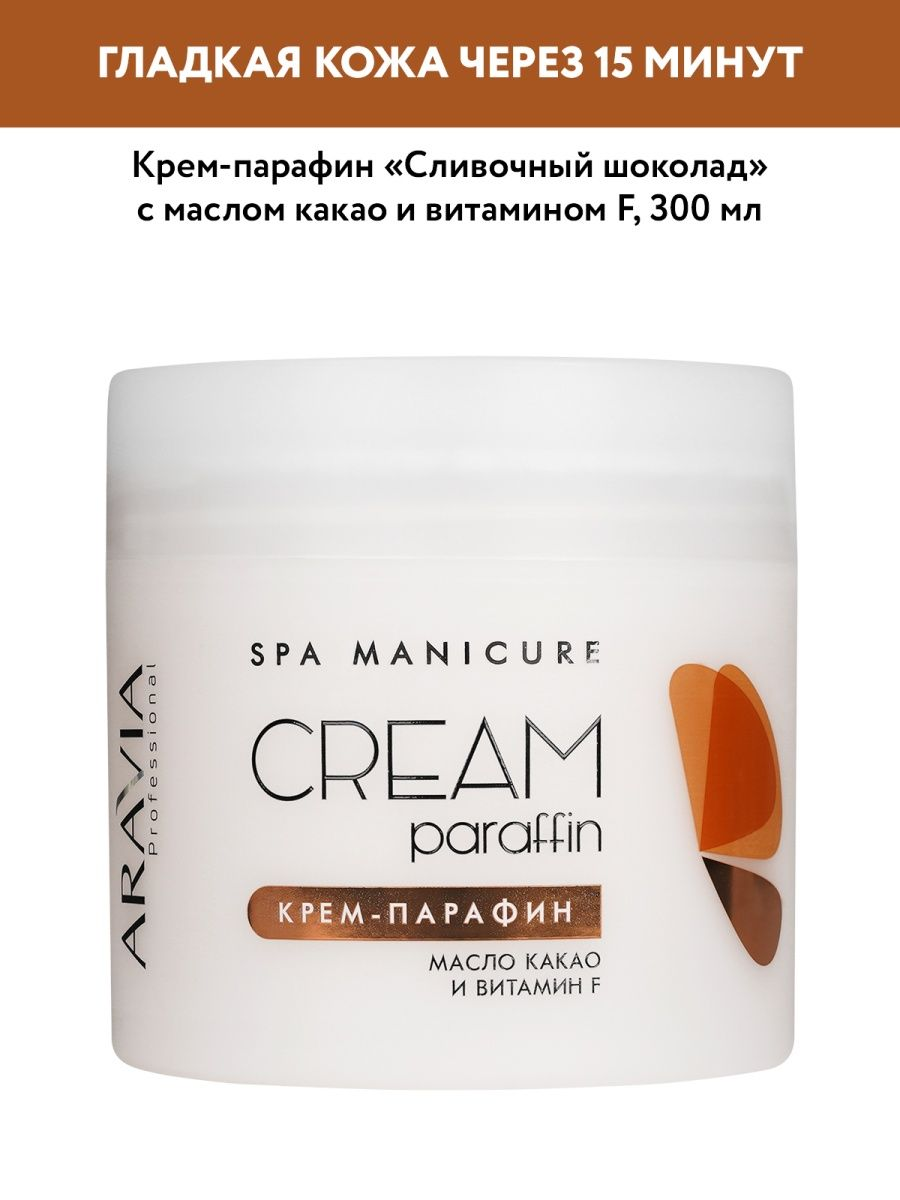 ГЛАДКАЯ КОЖА ЧЕРЕЗ 15 МИНУТ
Крем-парафин «Сливочный шоколад»
с маслом какао и витамином F, 300 мл
ARAVIA
Professional
SPA MANICURE
CREAM
paraffin
КРЕМ-ПАРАФИН
МАСЛО КАКАО
И ВИТАМИН F